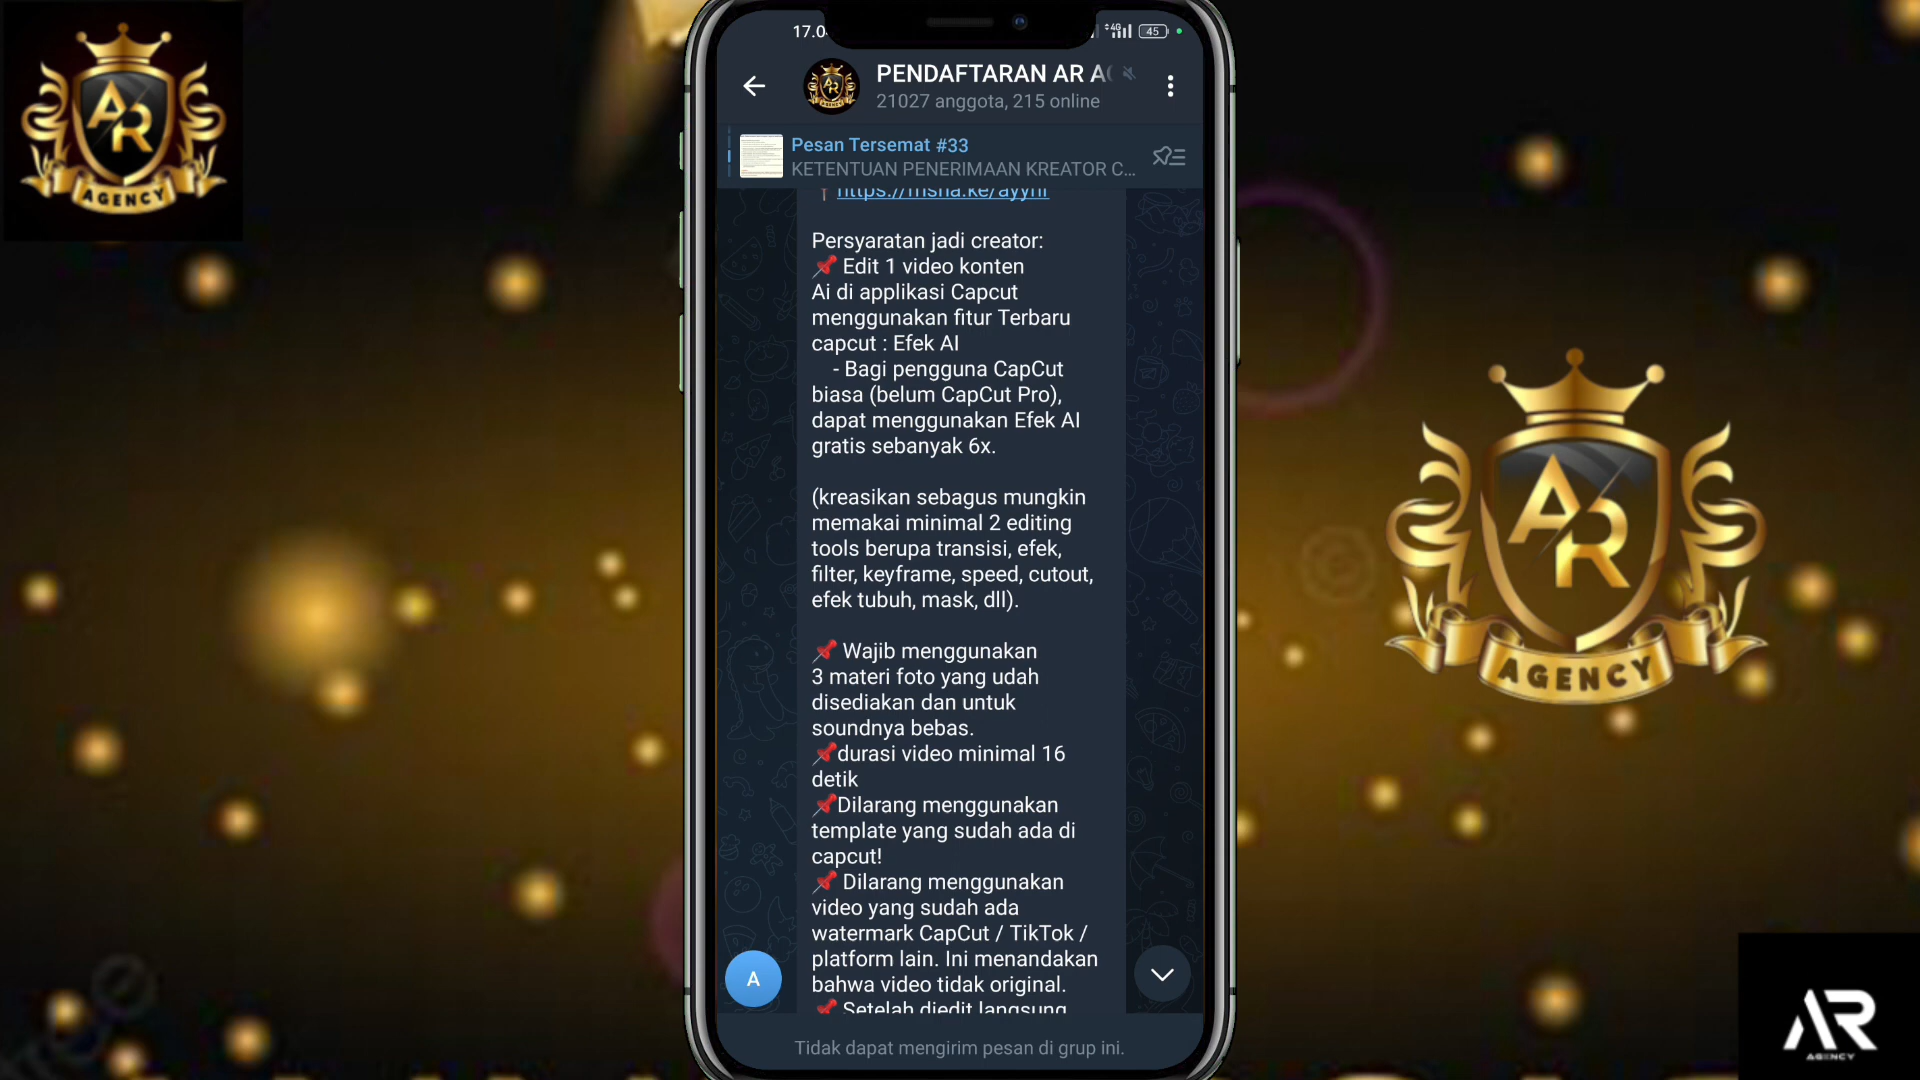 AR
AGENCY
17.0
4G
45
PENDAFTARAN AR
21027 anggota, 215 online
Pesan Tersemat #33
KETENTUAN PENERIMAAN KREATOR C...
Persyaratan jadi creator:
📌 Edit 1 video konten
Ai di applikasi Capcut
menggunakan fitur Terbaru
capcut : Efek AI
- Bagi pengguna CapCut
biasa (belum CapCut Pro),
dapat menggunakan Efek AI
gratis sebanyak 6x.
(kreasikan sebagus mungkin
memakai minimal 2 editing
tools berupa transisi, efek,
filter, keyframe, speed, cutout,
efek tubuh, mask, dll).
📌 Wajib menggunakan
3 materi foto yang udah
disediakan dan untuk
soundnya bebas.
📌durasi video minimal 16
detik
📌Dilarang menggunakan
template yang sudah ada di
capcut!
📌 Dilarang menggunakan
video yang sudah ada
watermark CapCut / TikTok /
platform lain. Ini menandakan
bahwa video tidak original.
📌 Setelah diedit langsung
A
Tidak dapat mengirim pesan di grup ini.
AR
AGENCY
AR
AGENCY